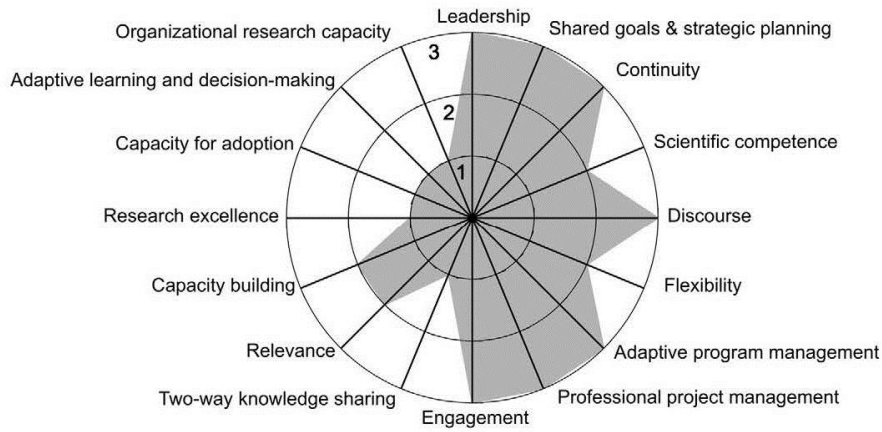 Leadership
Organizational research capacity
Shared goals & strategic planning
3
Continuity
Adaptive learning and decision-making
2
Scientific competence
Capacity for adoption
1
Research excellence
Discourse
Capacity building
Flexibility
Relevance
Adaptive program management
Two-way knowledge sharing
Professional project management
Engagement